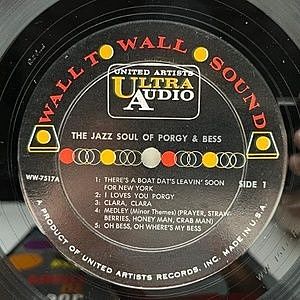 WALL TO WALL SOUND
UNITED ARTISTS
ULTRA
AUDIO
THE JAZZ SOUL OF PORGY & BESS
WW-7517A
SIDE 1
1: THERE'S A BOAT DAT'S LEAVIN' SOON
FOR NEW YORK
2: I LOVES YOU PORGY
3: CLARA, CLARA
4: MEDLEY (Minor Themes) (PRAYER, STRAW-
BERRIES, HONEY MAN, CRAB MAN)
5: OH BESS, OH WHERE'S MY BESS
A PRODUCT OF UNITED ARTISTS RECORDS, INC. MADE IN U.S.A.